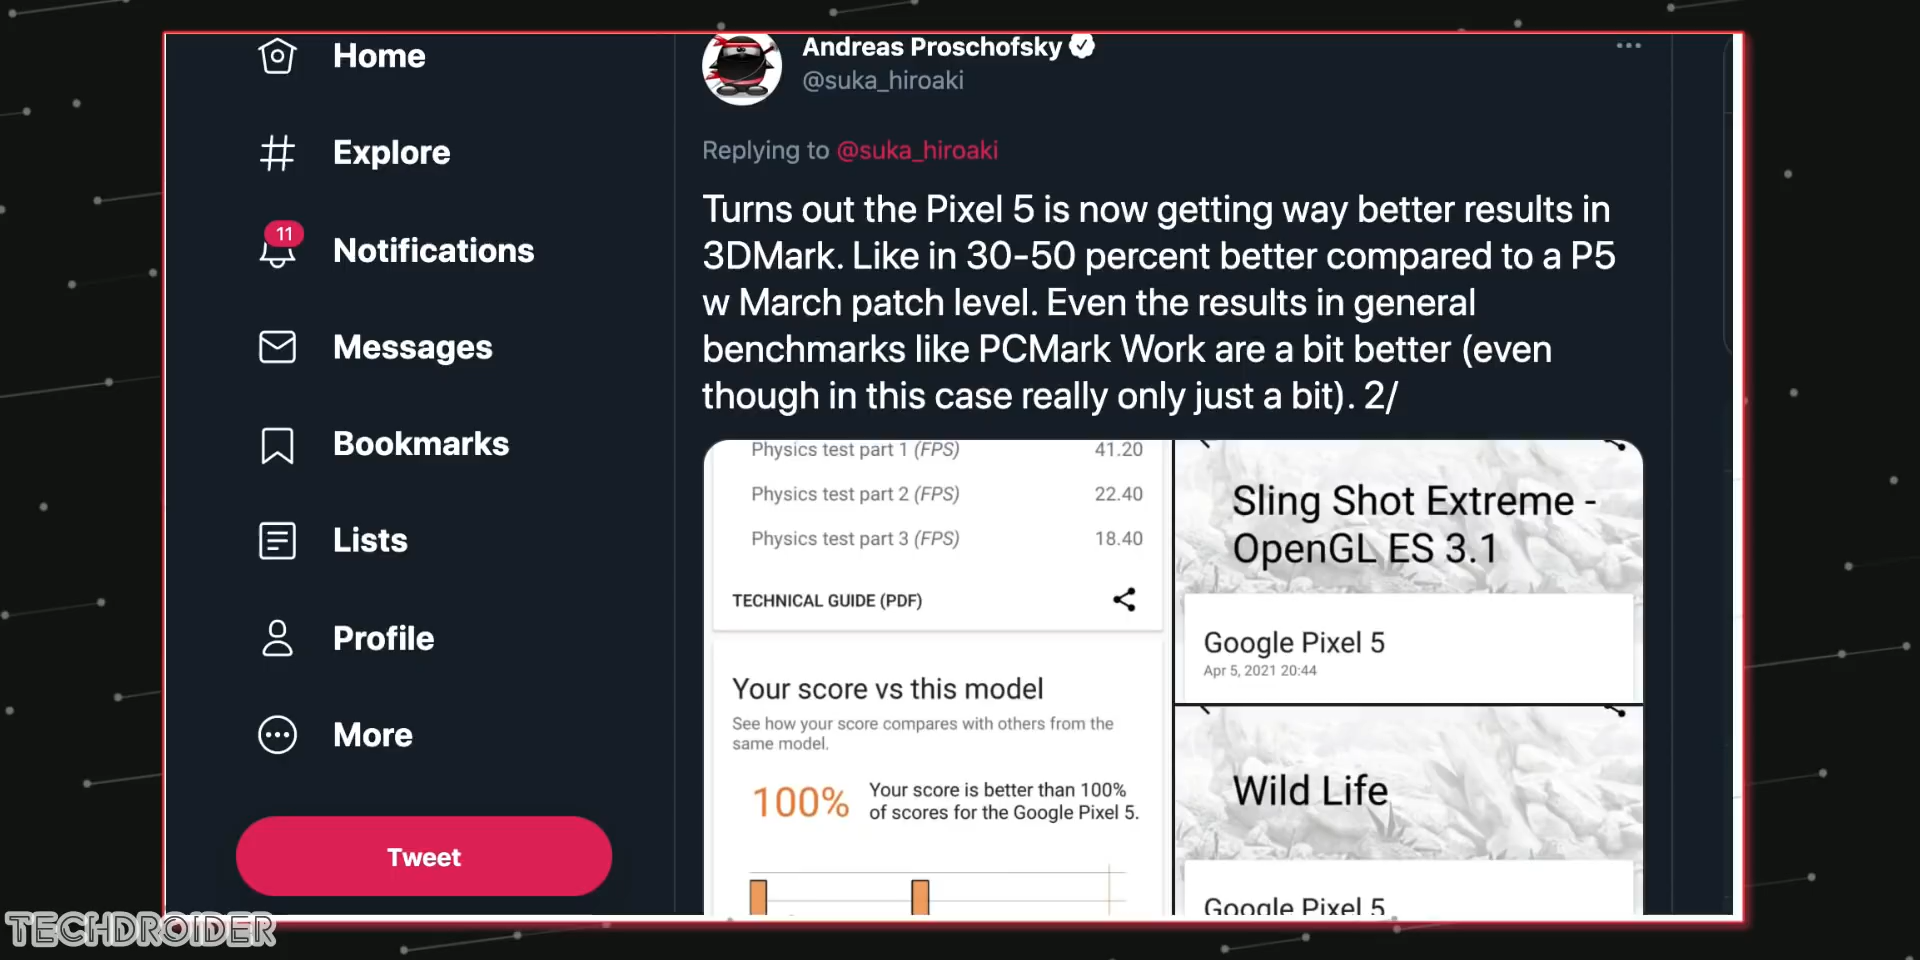 Home
Explore
11
Notifications
Messages
Bookmarks
Lists
Profile
More
Tweet
Andreas Proschofsky
@suka_hiroaki
Replying to @suka_hiroaki
Turns out the Pixel 5 is now getting way better results in
3DMark. Like in 30-50 percent better compared to a P5
w March patch level. Even the results in general
benchmarks like PCMark Work are a bit better (even
though in this case really only just a bit). 2/
Physics test part 1 (FPS) 41.20
Physics test part 2 (FPS) 22.40
Physics test part 3 (FPS) 18.40
TECHNICAL GUIDE (PDF)
Your score vs this model
See how your score compares with others from the
same model.
100%
Your score is better than 100%
of scores for the Google Pixel 5.
Sling Shot Extreme -
OpenGL ES 3.1
Google Pixel 5
Apr 5, 2021 20:44
Wild Life
Google Pixel 5
TECHDROIDER